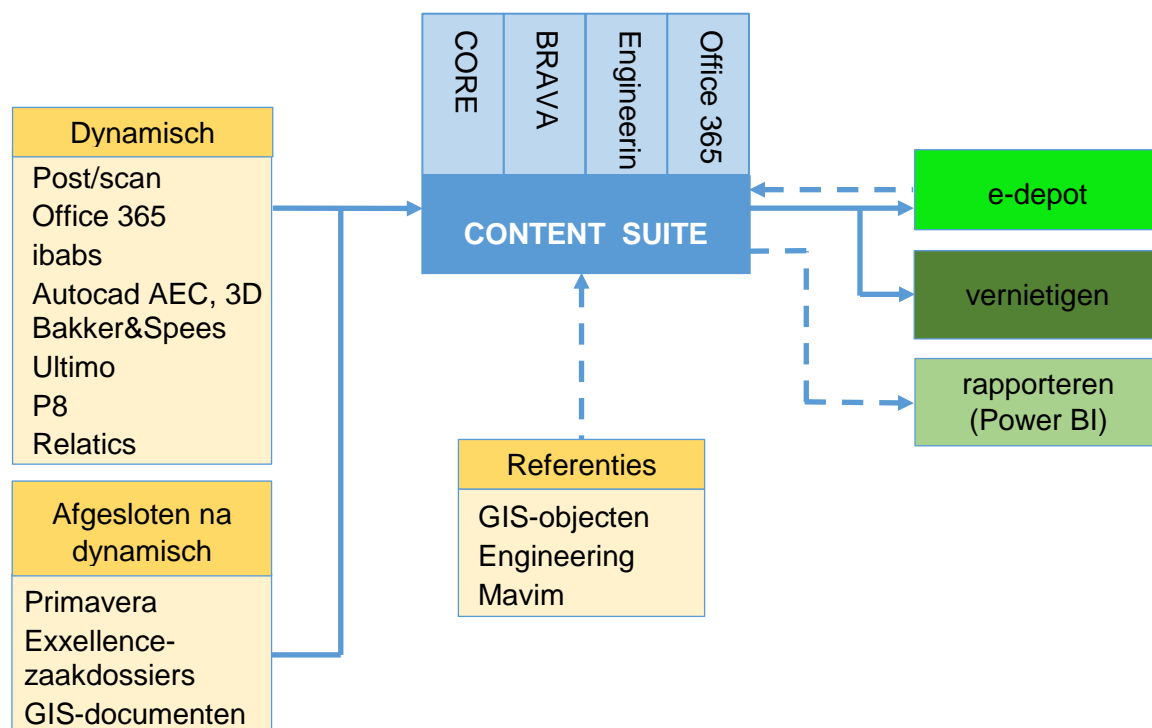 CORE
BRAVA
Engineerin
Office 365
CONTENT SUITE
Dynamisch
Post/scan
Office 365
ibabs
Autocad AEC, 3D
Bakker&Spees
Ultimo
P8
Relatics
Afgesloten na
dynamisch
Primavera
Exxellence-
zaakdossiers
GIS-documenten
Referenties
GIS-objecten
Engineering
Mavim
e-depot
vernietigen
rapporteren
(Power BI)